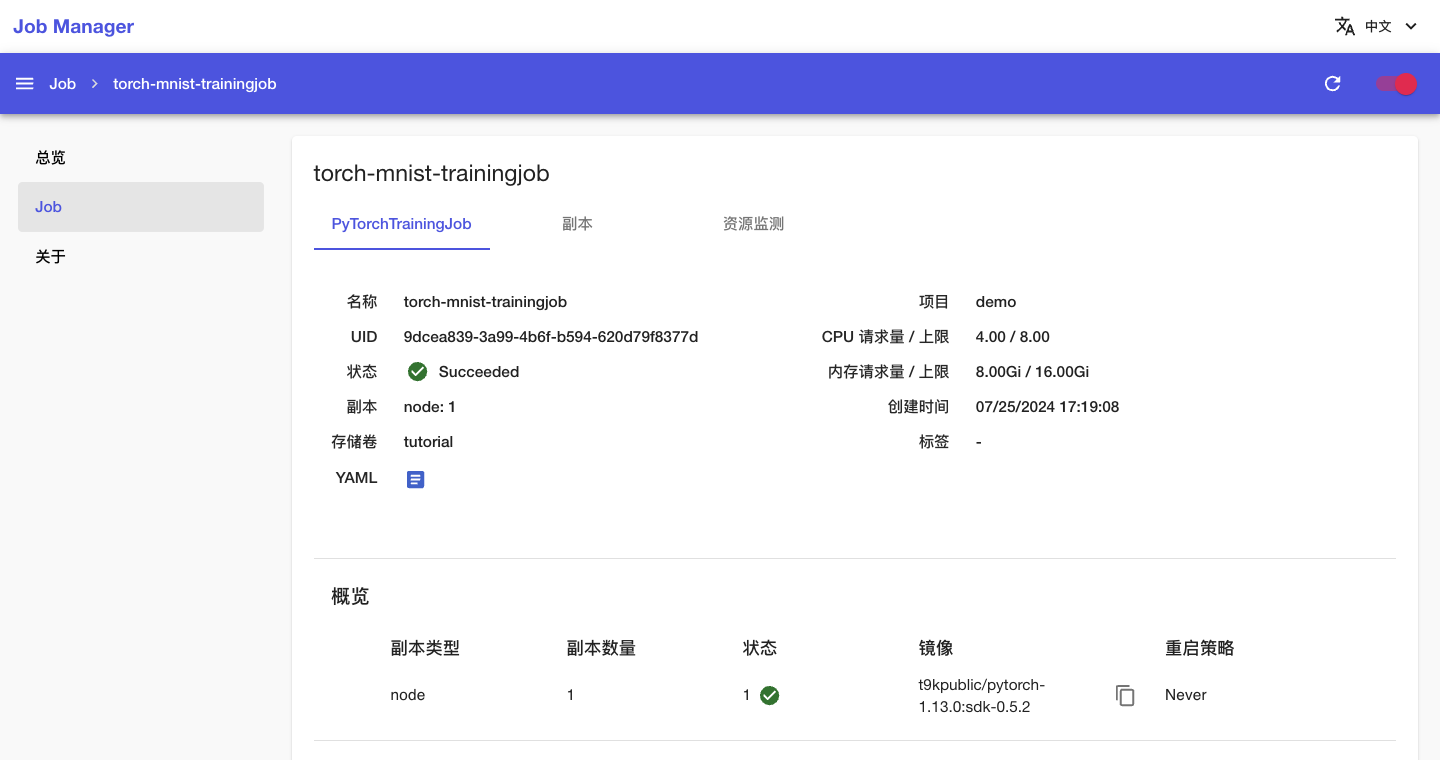 Job Manager
中文
Job
torch-mnist-trainingjob
总览
Job
关于
torch-mnist-trainingjob
PyTorchTrainingJob 副本 资源监测
名称 torch-mnist-trainingjob
项目 demo
UID 9dcea839-3a99-4b6f-b594-620d79f8377d
CPU 请求量 / 上限 4.00 / 8.00
状态 Succeeded
内存请求量 / 上限 8.00Gi / 16.00Gi
副本 node: 1
创建时间 07/25/2024 17:19:08
存储卷 tutorial
标签 -
YAML
概览
副本类型 副本数量 状态 镜像 重启策略
node 1 1 t9kpublic/pytorch-
1.13.0:sdk-0.5.2
Never